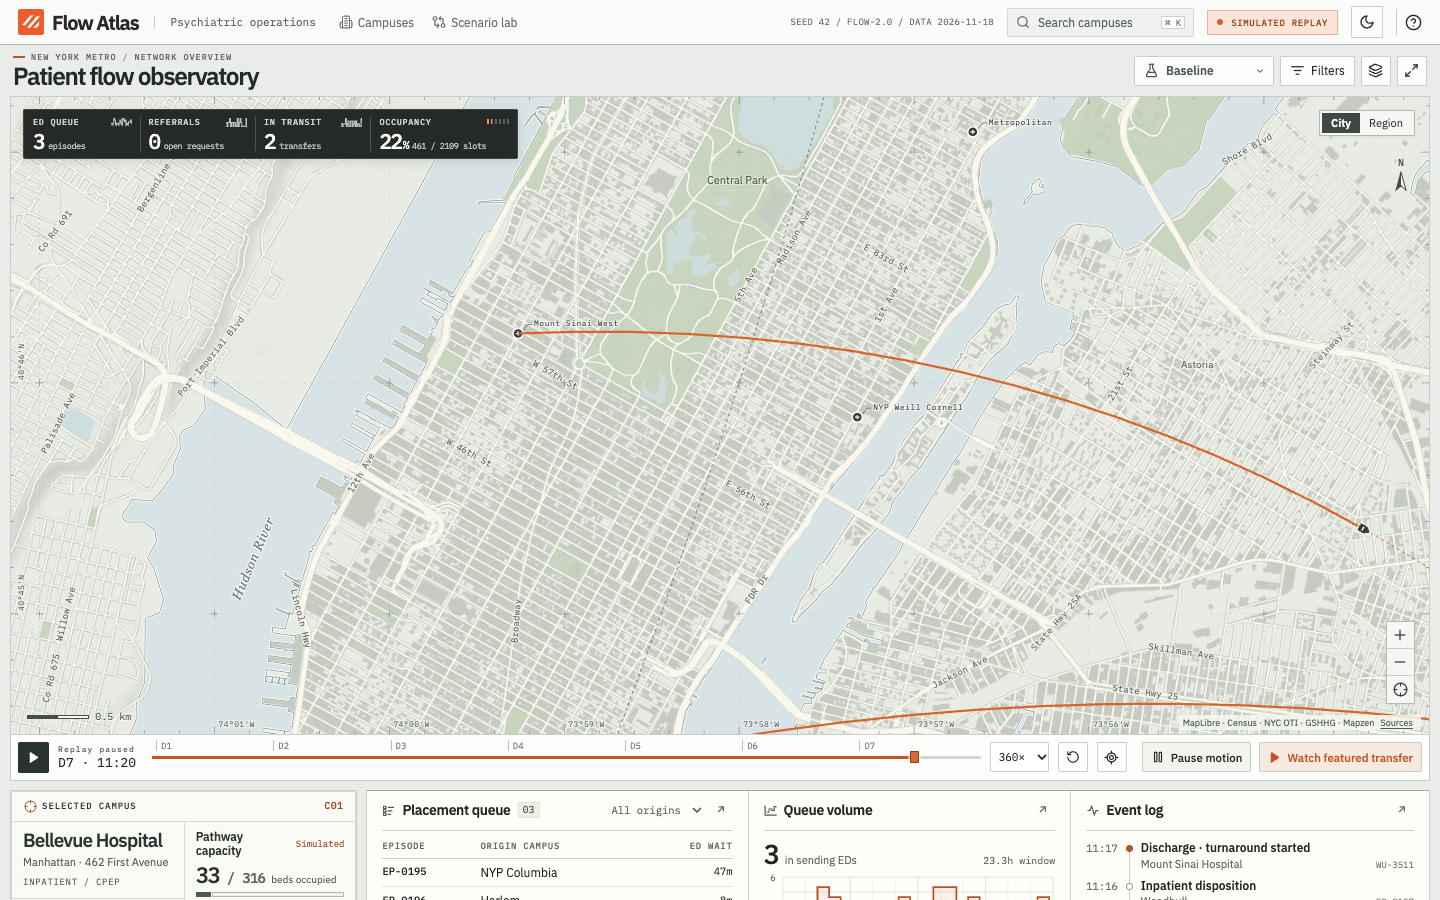 Flow Atlas
Psychiatric operations
Campuses
Scenario lab
SEED 42 / FLOW-2.0 / DATA 2026-11-18
Search campuses
⌘ K
SIMULATED REPLAY
NEW YORK METRO / NETWORK OVERVIEW
Patient flow observatory
Baseline
Filters
ED QUEUE
3 episodes
REFERRALS
0 open requests
IN TRANSIT
2 transfers
OCCUPANCY
22% 461 / 2109 slots
City
Region
N
Metropolitan
Shore Blvd
Central Park
Bergenline
Co Rd 691
Madison Ave
E 83rd St
5th Ave
1st Ave
Mount Sinai West
Port Imperial Blvd
40°46'N
W 57th St
Astoria
Steinway St
21st St
Palisade Ave
NYP Weill Cornell
W 46th St
12th Ave
E 56th St
Hudson River
40°45'N
Willow Ave
Co Rd 675
Lincoln Hwy
Broadway
FDR Dr
State Hwy 25A
Skillman Ave
Jackson Ave
State Hwy 25
0.5 km
74°01'W
74°00'W
73°59'W
73°58'W
73°57'W
73°56'W
MapLibre · Census · NYC OTI · GSHHG · Mapzen Sources
Replay paused
D7 · 11:20
D1
D2
D3
D4
D5
D6
D7
360×
Pause motion
Watch featured transfer
SELECTED CAMPUS
C01
Bellevue Hospital
Manhattan · 462 First Avenue
INPATIENT / CPEP
Pathway capacity
Simulated
33 / 316 beds occupied
Placement queue 03
All origins
EPISODE
ORIGIN CAMPUS
ED WAIT
EP-0195
NYP Columbia
47m
Queue volume
3 in sending EDs
23.3h window
6
Event log
11:17
Discharge · turnaround started
Mount Sinai Hospital
WU-3511
11:16
Inpatient disposition